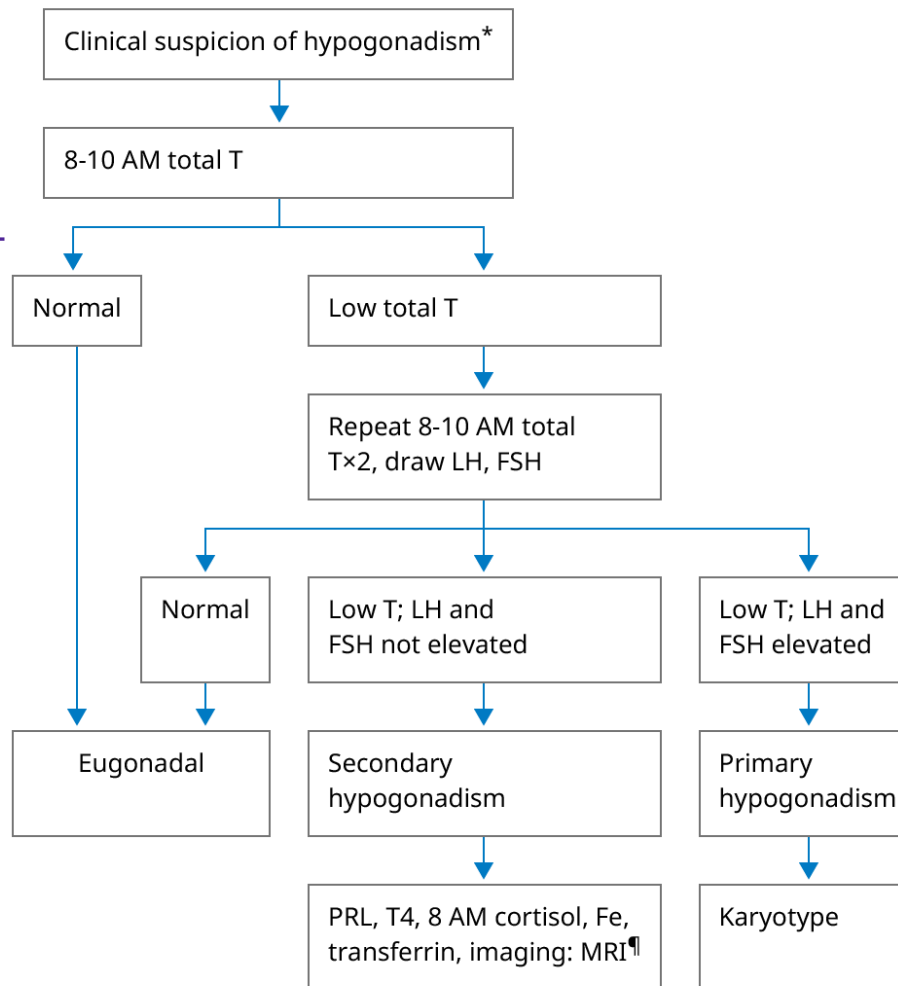 Clinical suspicion of hypogonadism*
8-10 AM total T
Normal
Low total T
Repeat 8-10 AM total
T×2, draw LH, FSH
Normal
Low T; LH and
FSH not elevated
Low T; LH and
FSH elevated
Eugonadal
Secondary
hypogonadism
Primary
hypogonadism
PRL, T4, 8 AM cortisol, Fe,
transferrin, imaging: MRI¶
Karyotype